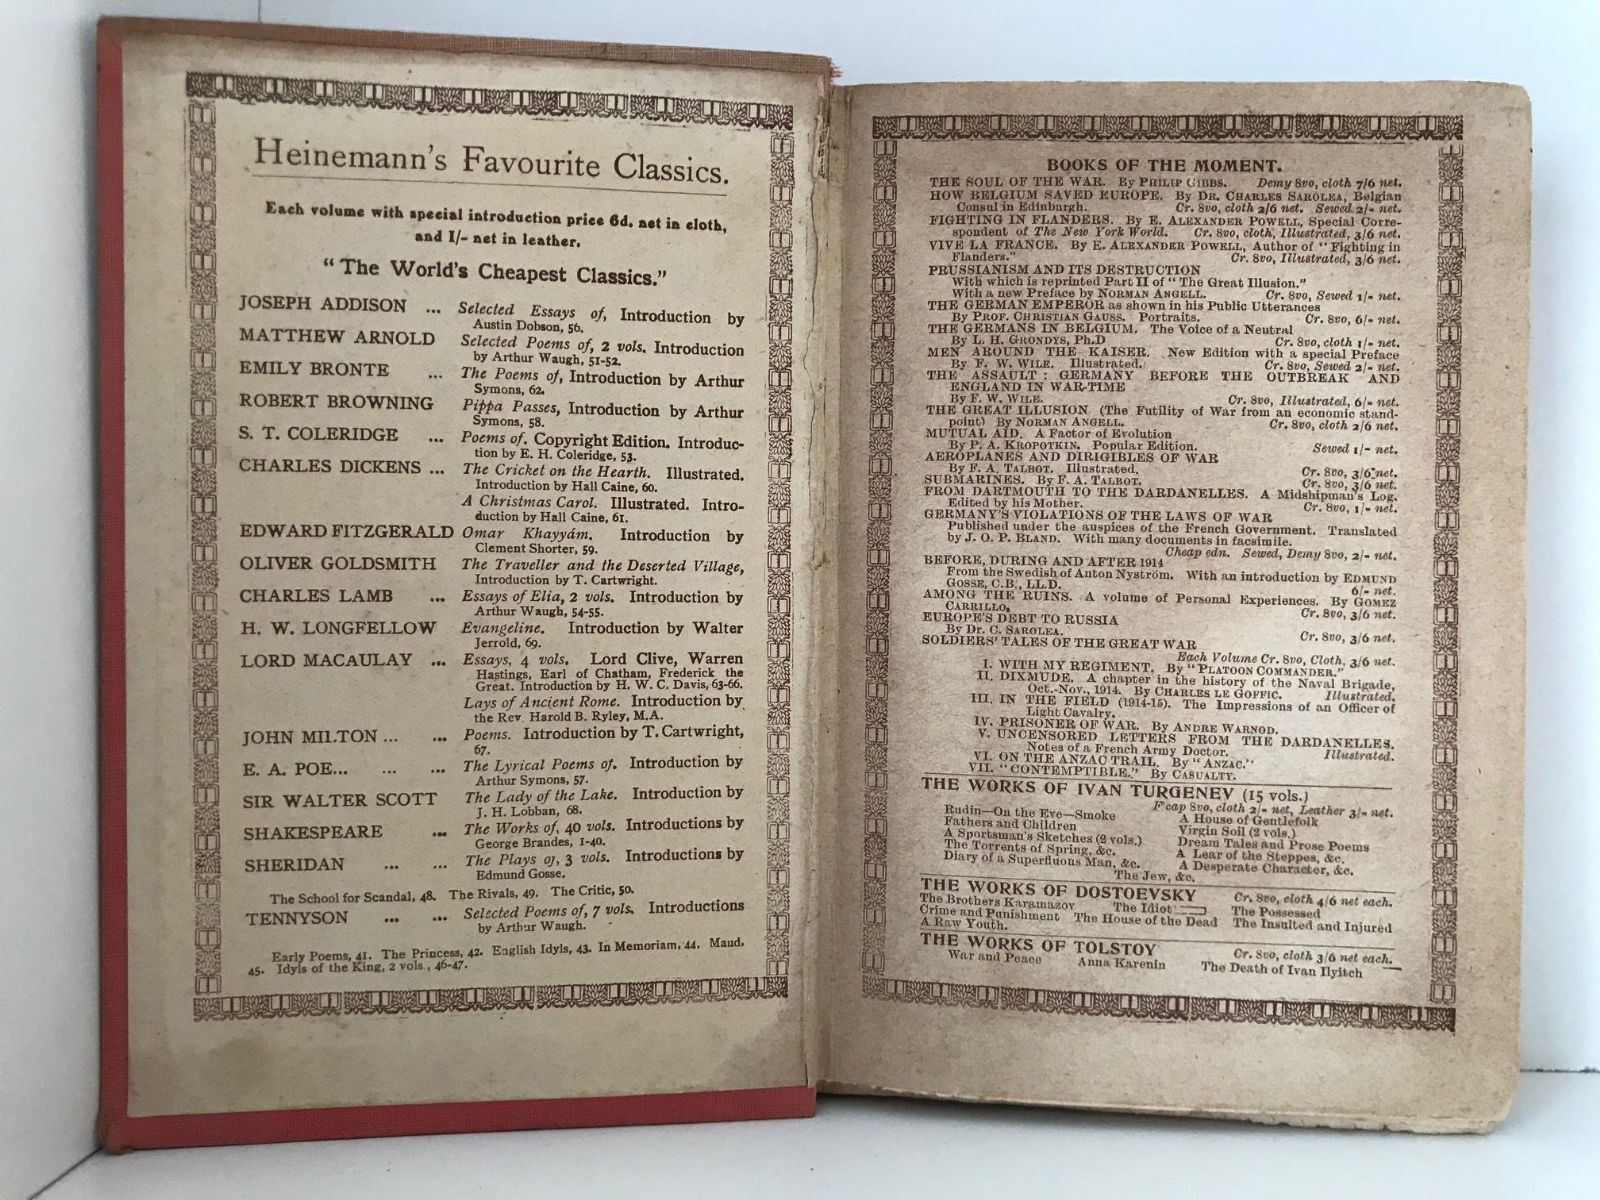 Heinemann's Favourite Classics.
Each volume with special introduction price 6d. net in cloth,
and 1/- net in leather.
"The World's Cheapest Classics."
JOSEPH ADDISON ... Selected Essays of, Introduction by
Austin Dobson, 56.
MATTHEW ARNOLD Selected Poems of, 2 vols. Introduction
by Arthur Waugh, 51-52.
EMILY BRONTE ... The Poems of, Introduction by Arthur
Symons, 62.
ROBERT BROWNING Pippa Passes, Introduction by Arthur
Symons, 58.
S. T. COLERIDGE ... Poems of. Copyright Edition. Introduc-
tion by E. H. Coleridge, 53.
CHARLES DICKENS ... The Cricket on the Hearth. Illustrated.
Introduction by Hall Caine, 60.
A Christmas Carol. Illustrated. Intro-
duction by Hall Caine, 61.
EDWARD FITZGERALD Omar Khayyám. Introduction by
Clement Shorter, 59.
OLIVER GOLDSMITH The Traveller and the Deserted Village,
Introduction by T. Cartwright.
CHARLES LAMB ... Essays of Elia, 2 vols. Introduction by
Arthur Waugh, 54-55.
H. W. LONGFELLOW Evangeline. Introduction by Walter
Jerrold, 69.
LORD MACAULAY ... Essays, 4 vols. Lord Clive, Warren
Hastings, Earl of Chatham, Frederick the
Great. Introduction by H. W. C. Davis, 63-66.
Lays of Ancient Rome. Introduction by
the Rev. Harold B. Ryley, M.A.
JOHN MILTON ... ... Poems. Introduction by T. Cartwright,
67.
E. A. POE... ... ... The Lyrical Poems of. Introduction by
Arthur Symons, 57.
SIR WALTER SCOTT The Lady of the Lake. Introduction by
J. H. Lobban, 68.
SHAKESPEARE ... The Works of, 40 vols. Introductions by
George Brandes, 1-40.
SHERIDAN ... ... The Plays of, 3 vols. Introductions by
Edmund Gosse.
The School for Scandal, 48. The Rivals, 49. The Critic, 50.
TENNYSON ... ... Selected Poems of, 7 vols. Introductions
by Arthur Waugh.
Early Poems, 41. The Princess, 42. English Idyls, 43. In Memoriam, 44. Maud,
45. Idyls of the King, 2 vols., 46-47.
BOOKS OF THE MOMENT.
THE SOUL OF THE WAR. By PHILIP GIBBS. Demy 8vo, cloth 7/6 net.
HOW BELGIUM SAVED EUROPE. By DR. CHARLES SAROLEA, Belgian
Consul in Edinburgh. Cr. 8vo, cloth 2/6 net. Sewed 2/- net.
FIGHTING IN FLANDERS. By E. ALEXANDER POWELL, Special Corre-
spondent of The New York World. Cr. 8vo, cloth, Illustrated, 3/6 net.
VIVE LA FRANCE. By E. ALEXANDER POWELL, Author of "Fighting in
Flanders." Cr. 8vo, Illustrated, 3/6 net.
PRUSSIANISM AND ITS DESTRUCTION
With which is reprinted Part II of "The Great Illusion."
With a new Preface by NORMAN ANGELL. Cr. 8vo, Sewed 1/- net.
THE GERMAN EMPEROR as shown in his Public Utterances
By PROF. CHRISTIAN GAUSS. Portraits. Cr. 8vo, 6/- net.
THE GERMANS IN BELGIUM. The Voice of a Neutral
By L. H. GRONDYS, Ph.D Cr. 8vo, cloth 1/- net.
MEN AROUND THE KAISER. New Edition with a special Preface
By F. W. WILE. Illustrated. Cr. 8vo, Sewed 2/- net.
THE ASSAULT: GERMANY BEFORE THE OUTBREAK AND
ENGLAND IN WAR-TIME
By F. W. WILE. Cr. 8vo, Illustrated, 6/- net.
THE GREAT ILLUSION (The Futility of War from an economic stand-
point) By NORMAN ANGELL. Cr. 8vo, cloth 2/6 net.
MUTUAL AID. A Factor of Evolution
By P. A. KROPOTKIN. Popular Edition. Sewed 1/- net.
AEROPLANES AND DIRIGIBLES OF WAR
By F. A. TALBOT. Illustrated. Cr. 8vo, 3/6 net.
SUBMARINES. By F. A. TALBOT. Cr. 8vo, 3/6 net.
FROM DARTMOUTH TO THE DARDANELLES. A Midshipman's Log.
Edited by his Mother. Cr. 8vo, 1/- net.
GERMANY'S VIOLATIONS OF THE LAWS OF WAR
Published under the auspices of the French Government. Translated
by J. O. P. BLAND. With many documents in facsimile.
Cheap edn. Sewed, Demy 8vo, 2/- net.
BEFORE, DURING AND AFTER 1914
From the Swedish of Anton Nyström. With an introduction by EDMUND
GOSSE, C.B., LL.D. 6/- net.
AMONG THE RUINS. A volume of Personal Experiences. By GOMEZ
CARRILLO. Cr. 8vo, 3/6 net.
EUROPE'S DEBT TO RUSSIA
By Dr. C. SAROLEA. Cr. 8vo, 3/6 net.
SOLDIERS' TALES OF THE GREAT WAR
Each Volume Cr. 8vo, Cloth, 3/6 net.
I. WITH MY REGIMENT. By "PLATOON COMMANDER."
II. DIXMUDE. A chapter in the history of the Naval Brigade,
Oct.-Nov., 1914. By CHARLES LE GOFFIC. Illustrated.
III. IN THE FIELD (1914-15). The Impressions of an Officer of
Light Cavalry.
IV. PRISONER OF WAR. By ANDRE WARNOD.
V. UNCENSORED LETTERS FROM THE DARDANELLES.
Notes of a French Army Doctor. Illustrated.
VI. ON THE ANZAC TRAIL. By "ANZAC."
VII. "CONTEMPTIBLE." By CASUALTY.
THE WORKS OF IVAN TURGENEV (15 vols.)
F'cap 8vo, cloth 2/- net, Leather 3/- net.
Rudin—On the Eve—Smoke A House of Gentlefolk
Fathers and Children Virgin Soil (2 vols.)
A Sportsman's Sketches (2 vols.) Dream Tales and Prose Poems
The Torrents of Spring, &c. A Lear of the Steppes, &c.
Diary of a Superfluous Man, &c. A Desperate Character, &c.
The Jew, &c.
THE WORKS OF DOSTOEVSKY Cr. 8vo, cloth 4/6 net each.
The Brothers Karamazov The Idiot The Possessed
Crime and Punishment The House of the Dead The Insulted and Injured
A Raw Youth.
THE WORKS OF TOLSTOY Cr. 8vo, cloth 3/6 net each.
War and Peace Anna Karenin The Death of Ivan Ilyitch